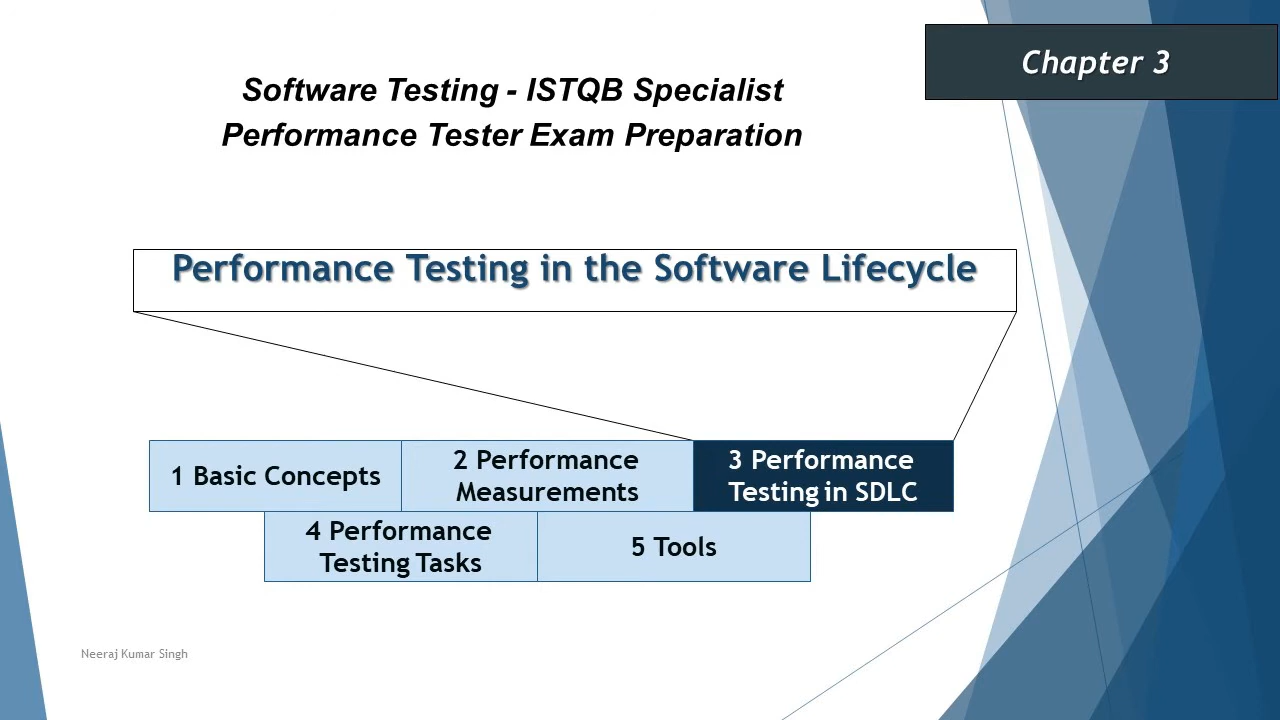 Chapter 3
Software Testing - ISTQB Specialist
Performance Tester Exam Preparation
Performance Testing in the Software Lifecycle
1 Basic Concepts
2 Performance
Measurements
3 Performance
Testing in SDLC
4 Performance
Testing Tasks
5 Tools
Neeraj Kumar Singh